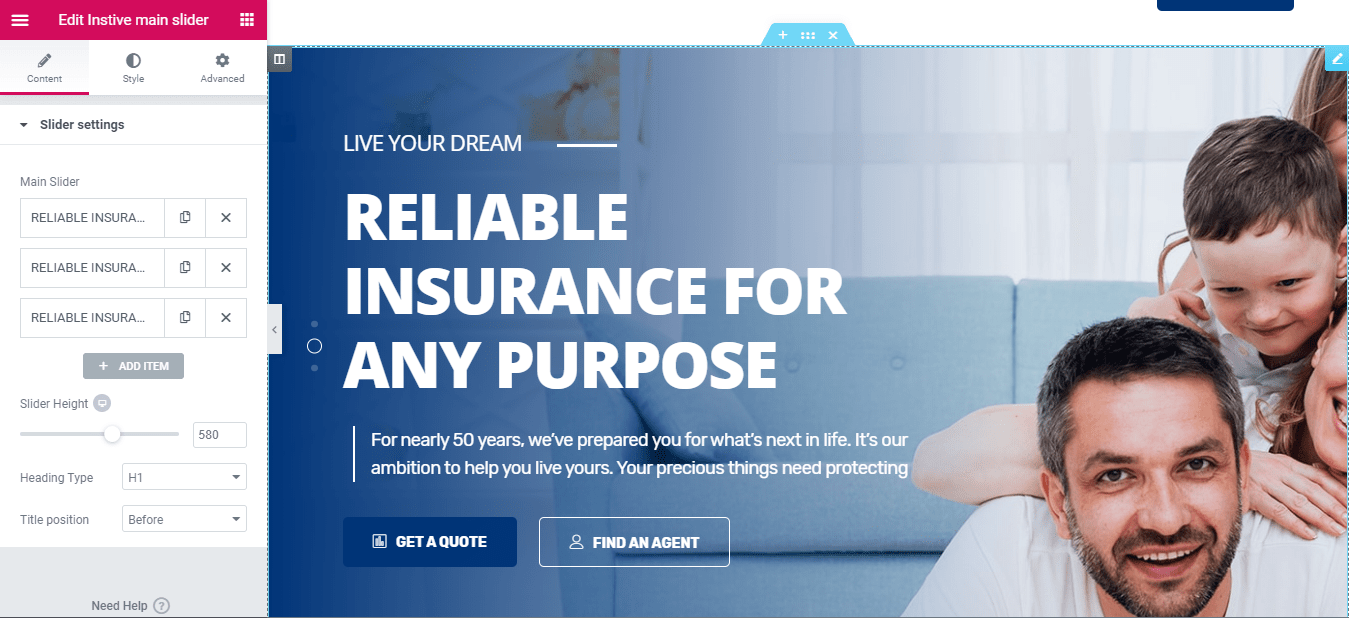 Edit Instive main slider
Content
Style
Advanced
Slider settings
Main Slider
RELIABLE INSURA...
RELIABLE INSURA...
RELIABLE INSURA...
+ ADD ITEM
Slider Height
580
Heading Type
H1
Title position
Before
Need Help ?
LIVE YOUR DREAM
RELIABLE
INSURANCE FOR
ANY PURPOSE
For nearly 50 years, we’ve prepared you for what’s next in life. It’s our
ambition to help you live yours. Your precious things need protecting
GET A QUOTE
FIND AN AGENT